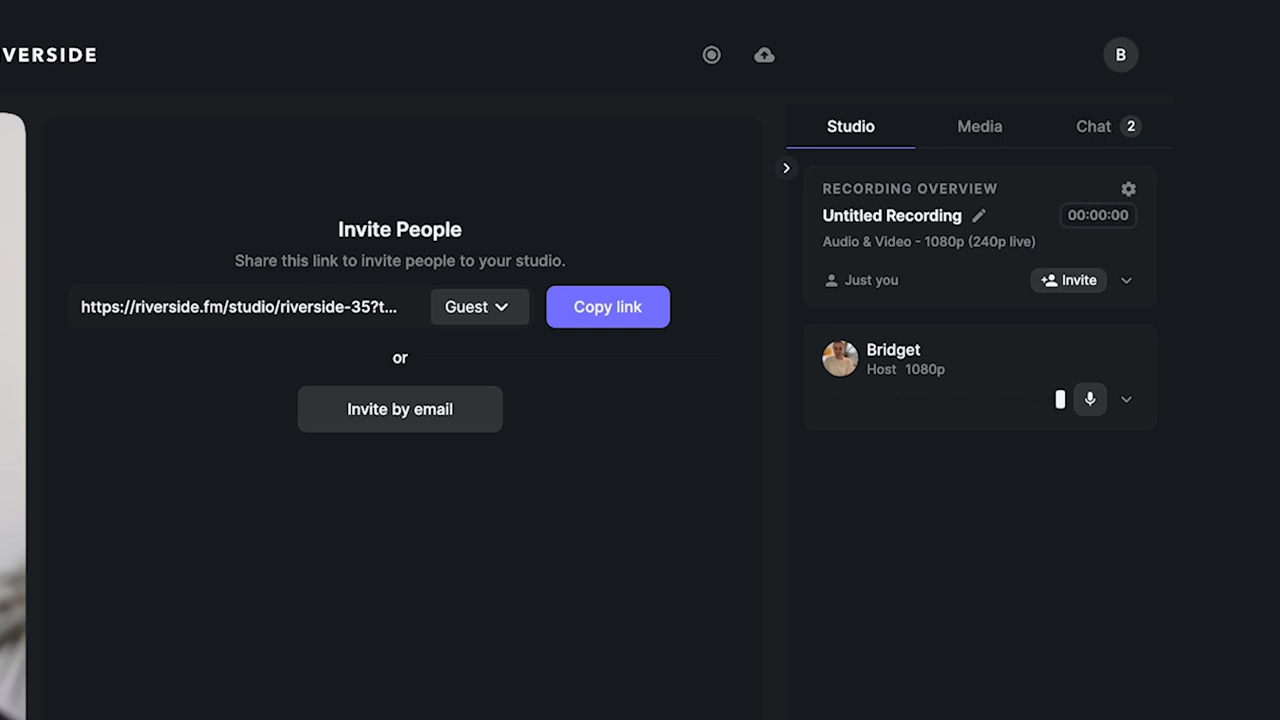 VERSIDE
B
Invite People
Share this link to invite people to your studio.
https://riverside.fm/studio/riverside-35?t...
Guest
Copy link
or
Invite by email
Studio
Media
Chat 2
RECORDING OVERVIEW
Untitled Recording
00:00:00
Audio & Video - 1080p (240p live)
Just you
Invite
Bridget
Host 1080p